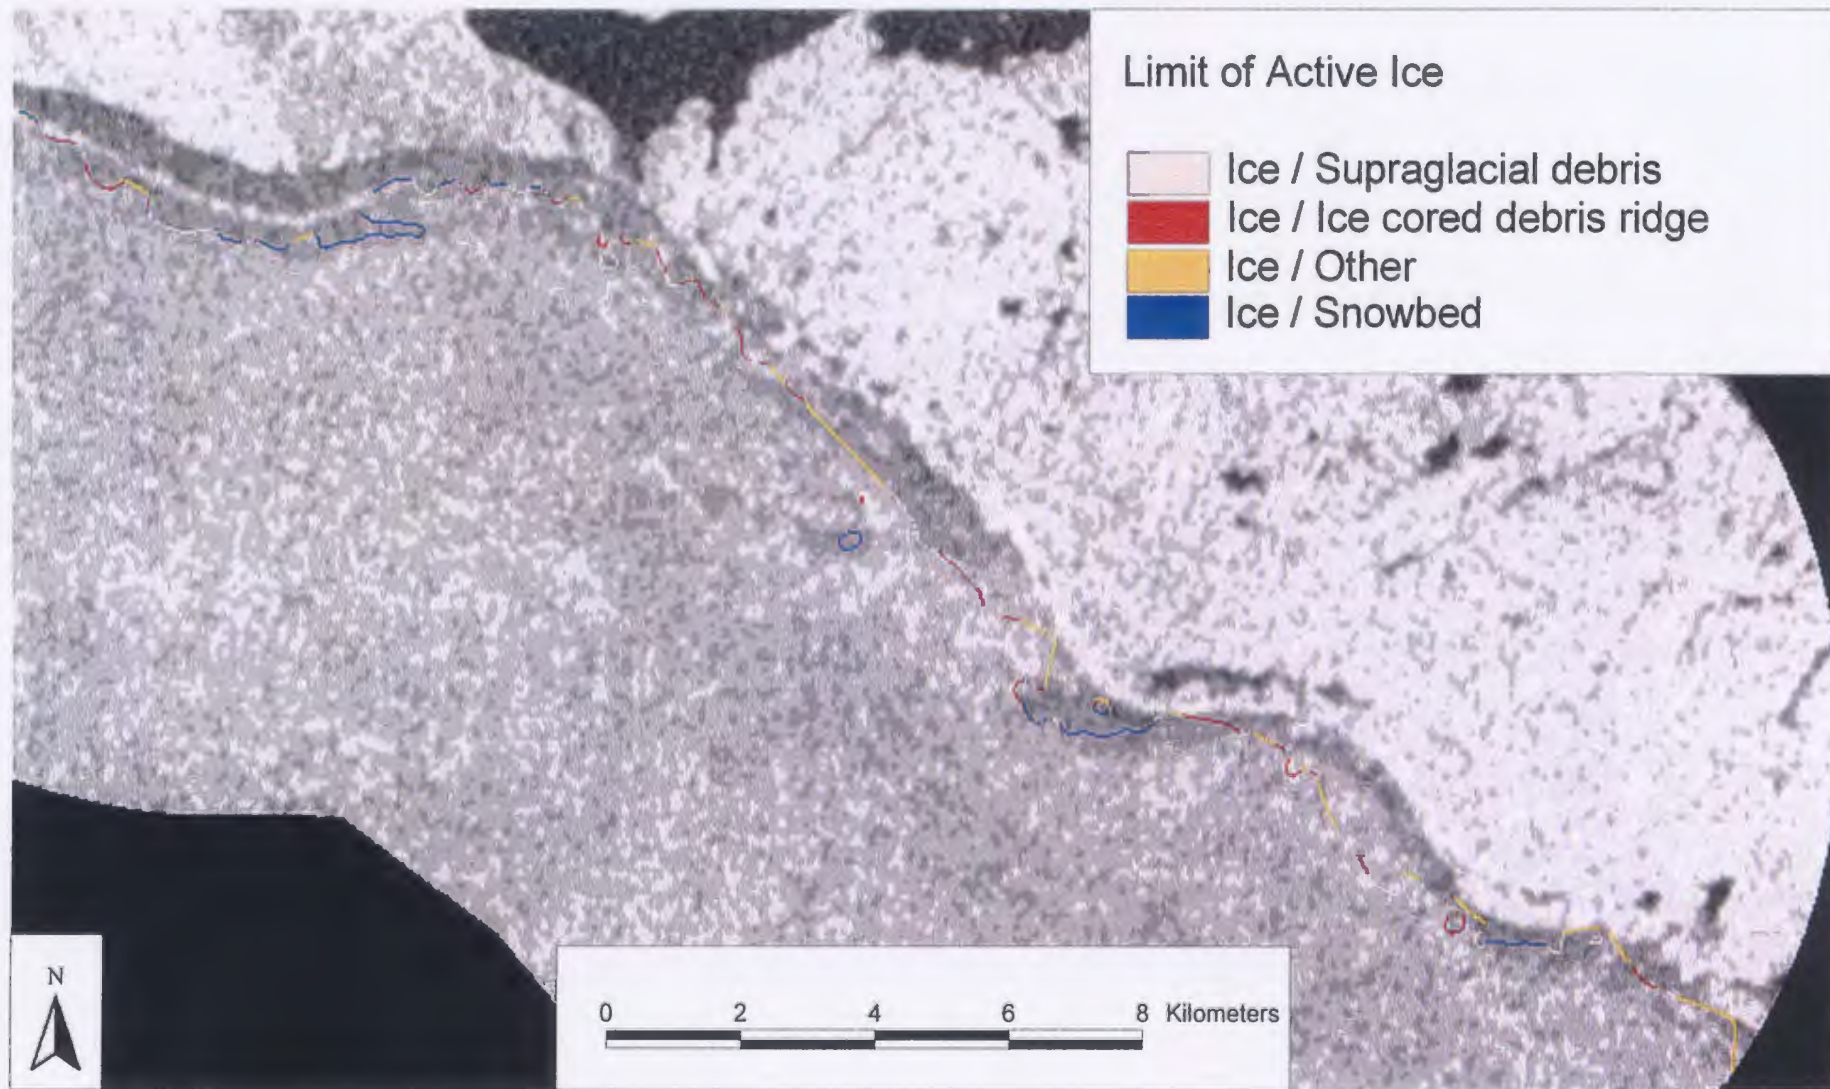 Limit of Active Ice
Ice / Supraglacial debris
Ice / Ice cored debris ridge
Ice / Other
Ice / Snowbed
N
0 2 4 6 8 Kilometers